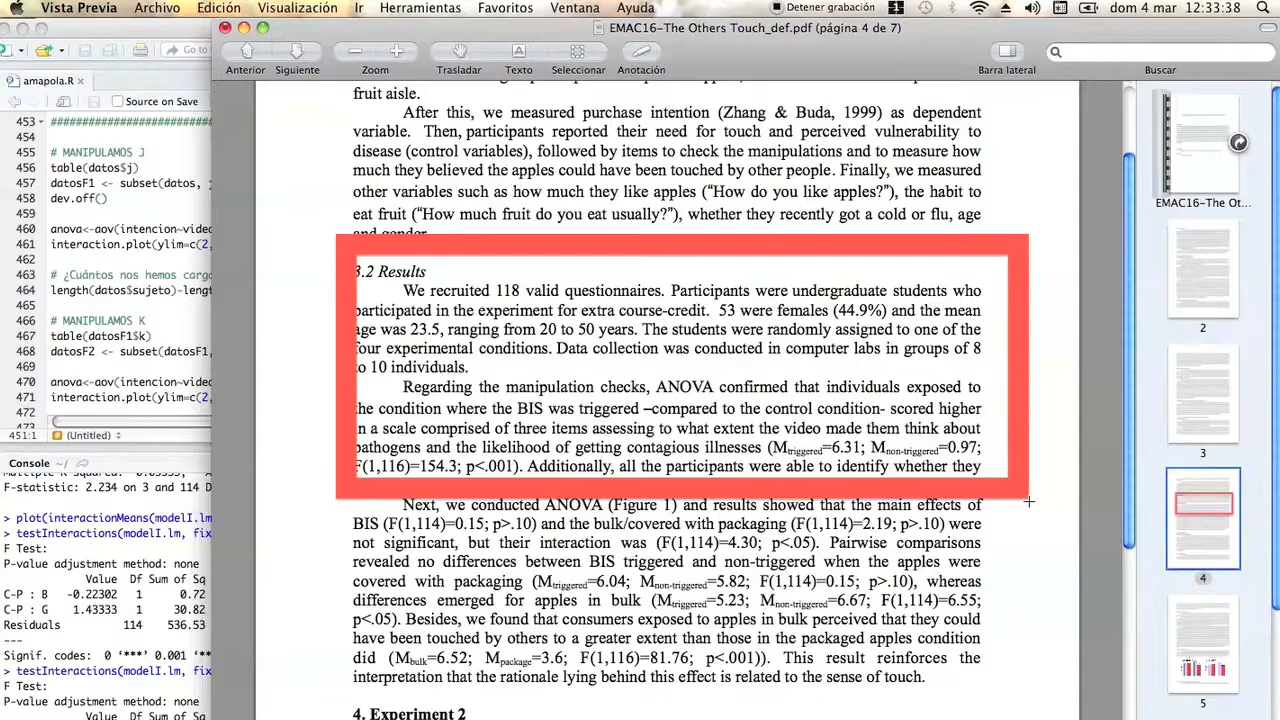 Vista Previa Archivo Edición Visualización Ir Herramientas Favoritos Ventana Ayuda Detener grabación dom 4 mar 12:33:38
EMAC16-The Others Touch_def.pdf (página 4 de 7)
Anterior Siguiente Zoom Trasladar Texto Seleccionar Anotación Barra lateral Buscar
Go to
amapola.R
Source on Save
453 ##########################
454
455 # MANIPULAMOS J
456 table(datos$j)
457 datosF1 <- subset(datos, j
458 dev.off()
459
460 anova<-aov(intencion~video
461 interaction.plot(ylim=c(2,
462
463 # ¿Cuántos nos hemos carga
464 length(datos$sujeto)-lengt
465
466 # MANIPULAMOS K
467 table(datosF1$k)
468 datosF2 <- subset(datosF1,
469
470 anova<-aov(intencion~video
471 interaction.plot(ylim=c(2,
472
473
451:1 (Untitled)
Console ~/
F-statistic: 2.234 on 3 and 114 D
> plot(interactionMeans(modelI.lm
> testInteractions(modelI.lm, fix
F Test:
P-value adjustment method: none
Value Df Sum of Sq
C-P : B -0.22302 1 0.72
C-P : G 1.43333 1 30.82
Residuals 114 536.53
---
Signif. codes: 0 ‘***’ 0.001 ‘**
> testInteractions(modelI.lm, fix
F Test:
P-value adjustment method: none
Value Df Sum of Sq
fruit aisle.
After this, we measured purchase intention (Zhang & Buda, 1999) as dependent
variable. Then, participants reported their need for touch and perceived vulnerability to
disease (control variables), followed by items to check the manipulations and to measure how
much they believed the apples could have been touched by other people. Finally, we measured
other variables such as how much they like apples (“How do you like apples?”), the habit to
eat fruit (“How much fruit do you eat usually?”), whether they recently got a cold or flu, age
and gender.
3.2 Results
We recruited 118 valid questionnaires. Participants were undergraduate students who
participated in the experiment for extra course-credit. 53 were females (44.9%) and the mean
age was 23.5, ranging from 20 to 50 years. The students were randomly assigned to one of the
four experimental conditions. Data collection was conducted in computer labs in groups of 8
to 10 individuals.
Regarding the manipulation checks, ANOVA confirmed that individuals exposed to
the condition where the BIS was triggered –compared to the control condition- scored higher
in a scale comprised of three items assessing to what extent the video made them think about
pathogens and the likelihood of getting contagious illnesses (Mtriggered=6.31; Mnon-triggered=0.97;
F(1,116)=154.3; p<.001). Additionally, all the participants were able to identify whether they
Next, we conducted ANOVA (Figure 1) and results showed that the main effects of
BIS (F(1,114)=0.15; p>.10) and the bulk/covered with packaging (F(1,114)=2.19; p>.10) were
not significant, but their interaction was (F(1,114)=4.30; p<.05). Pairwise comparisons
revealed no differences between BIS triggered and non-triggered when the apples were
covered with packaging (Mtriggered=6.04; Mnon-triggered=5.82; F(1,114)=0.15; p>.10), whereas
differences emerged for apples in bulk (Mtriggered=5.23; Mnon-triggered=6.67; F(1,114)=6.55;
p<.05). Besides, we found that consumers exposed to apples in bulk perceived that they could
have been touched by others to a greater extent than those in the packaged apples condition
did (Mbulk=6.52; Mpackage=3.6; F(1,116)=81.76; p<.001)). This result reinforces the
interpretation that the rationale lying behind this effect is related to the sense of touch.
4. Experiment 2
EMAC16-The Ot...
2
3
4
5